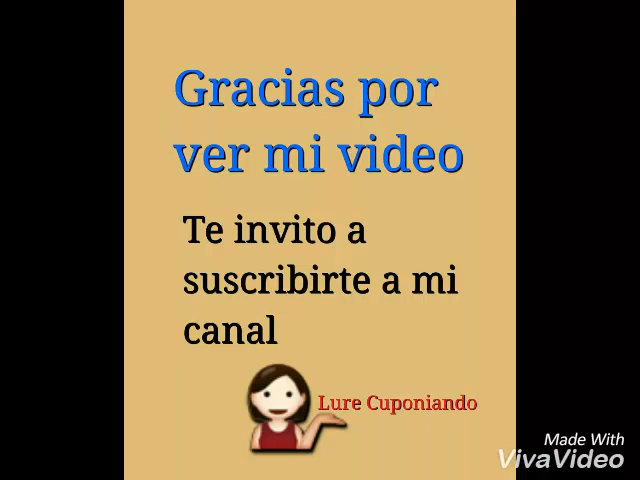 Gracias por
ver mi video
Te invito a
suscribirte a mi
canal
Lure Cuponiando
Made With
VivaVideo